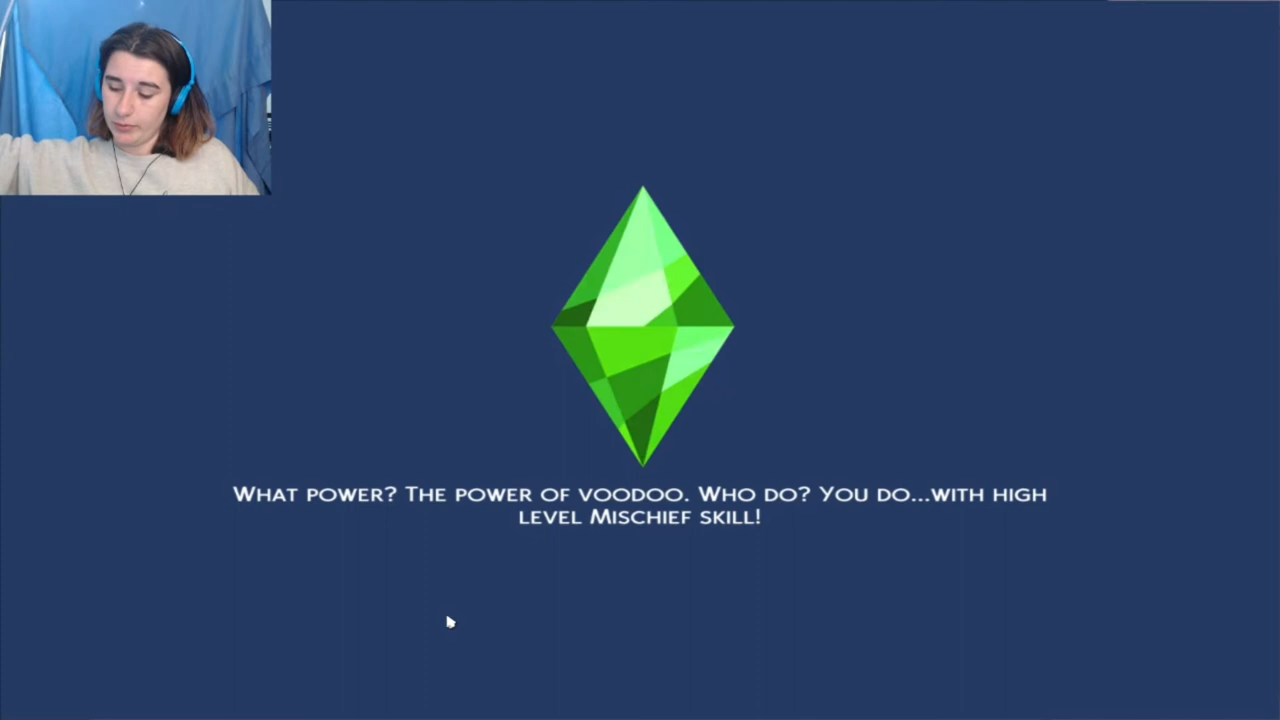 What power? The power of voodoo. Who do? You do...with high
level Mischief skill!